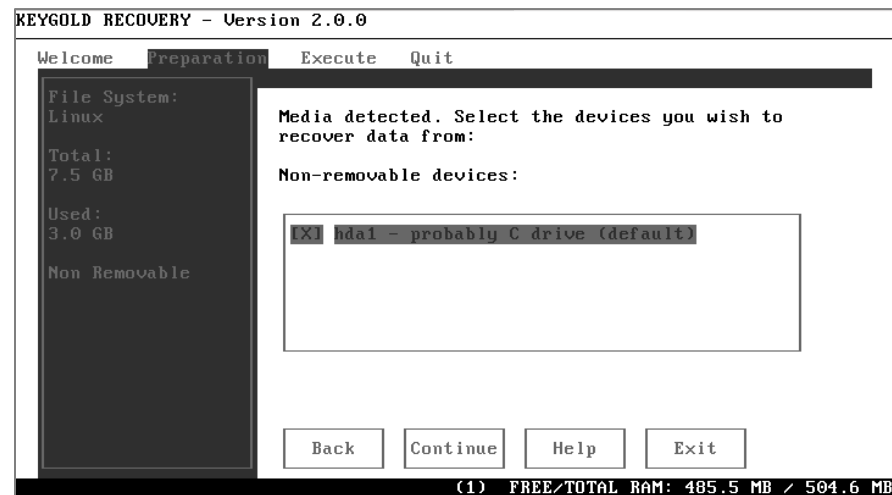 KEYGOLD RECOVERY - Version 2.0.0
Welcome Preparation Execute Quit
File System:
Linux
Total:
7.5 GB
Used:
3.0 GB
Non Removable
Media detected. Select the devices you wish to
recover data from:
Non-removable devices:
[X] hda1 - probably C drive (default)
Back Continue Help Exit
(1) FREE/TOTAL RAM: 485.5 MB / 504.6 MB